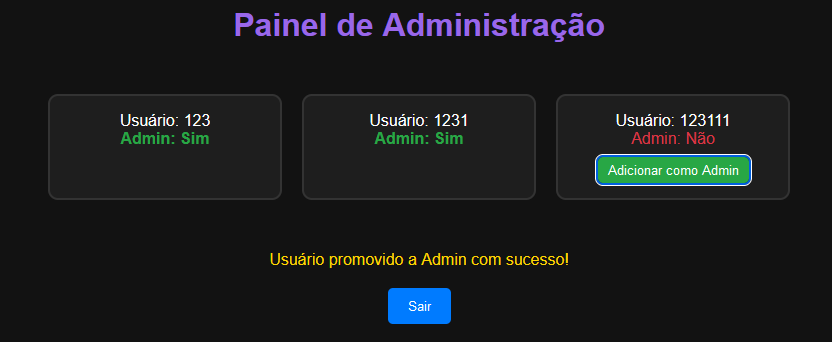 Painel de Administração
Usuário: 123
Admin: Sim
Usuário: 1231
Admin: Sim
Usuário: 123111
Admin: Não
Adicionar como Admin
Usuário promovido a Admin com sucesso!
Sair